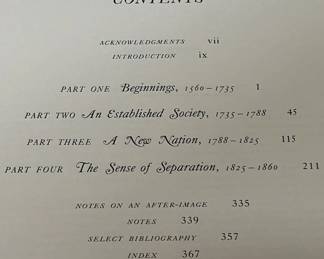 CONTENTS
ACKNOWLEDGMENTS vii
INTRODUCTION ix
PART ONE Beginnings, 1560–1735 1
PART TWO An Established Society, 1735–1788 45
PART THREE A New Nation, 1788–1825 115
PART FOUR The Sense of Separation, 1825–1860 211
NOTES ON AN AFTER-IMAGE 335
NOTES 339
SELECT BIBLIOGRAPHY 357
INDEX 367